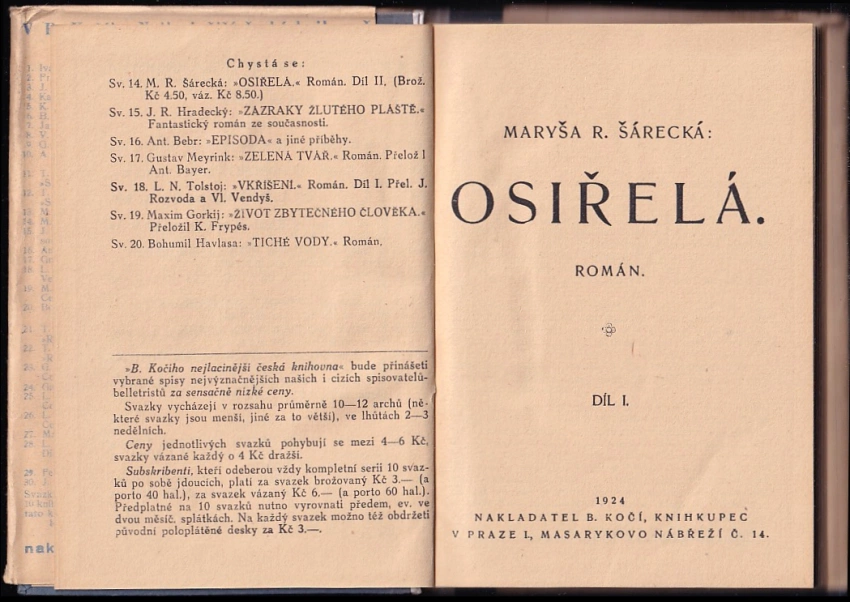 Chystá se:
Sv. 14. M. R. Šárecká: »OSIŘELÁ.« Román. Díl II. (Brož.
Kč 4.50, váz. Kč 8.50.)
Sv. 15. J. R. Hradecký: »ZÁZRAKY ŽLUTÉHO PLÁŠTĚ.«
Fantastický román ze současnosti.
Sv. 16. Ant. Bebr: »EPISODA« a jiné příběhy.
Sv. 17. Gustav Meyrink: »ZELENÁ TVÁŘ.« Román. Přelož l
Ant. Bayer.
Sv. 18. L. N. Tolstoj: »VKŘÍŠENÍ.« Román. Díl I. Přel. J.
Rozvoda a Vl. Vendyš.
Sv. 19. Maxim Gorkij: »ŽIVOT ZBYTEČNÉHO ČLOVĚKA.«
Přeložil K. Frypés.
Sv. 20. Bohumil Havlasa: »TICHÉ VODY.« Román.
»B. Kočího nejlacinější česká knihovna« bude přinášeti
vybrané spisy nejvýznačnějších našich i cizích spisovatelů-
belletristů za sensačně nízké ceny.
Svazky vycházejí v rozsahu průměrně 10—12 archů (ně-
které svazky jsou menší, jiné za to větší), ve lhůtách 2—3
nedělních.
Ceny jednotlivých svazků pohybují se mezi 4—6 Kč,
svazky vázané každý o 4 Kč dražší.
Subskribenti, kteří odeberou vždy kompletní serii 10 svaz-
ků po sobě jdoucích, platí za svazek brožovaný Kč 3.— (a
porto 40 hal.), za svazek vázaný Kč 6.— (a porto 60 hal.).
Předplatné na 10 svazků nutno vyrovnati předem, ev. ve
dvou měsíč. splátkách. Na každý svazek možno též obdržeti
původní poloplátěné desky za Kč 3.—.
nak
MARYŠA R. ŠÁRECKÁ:
OSIŘELÁ.
ROMÁN.
DÍL I.
1924
NAKLADATEL B. KOČÍ, KNIHKUPEC
V PRAZE I., MASARYKOVO NÁBŘEŽÍ Č. 14.